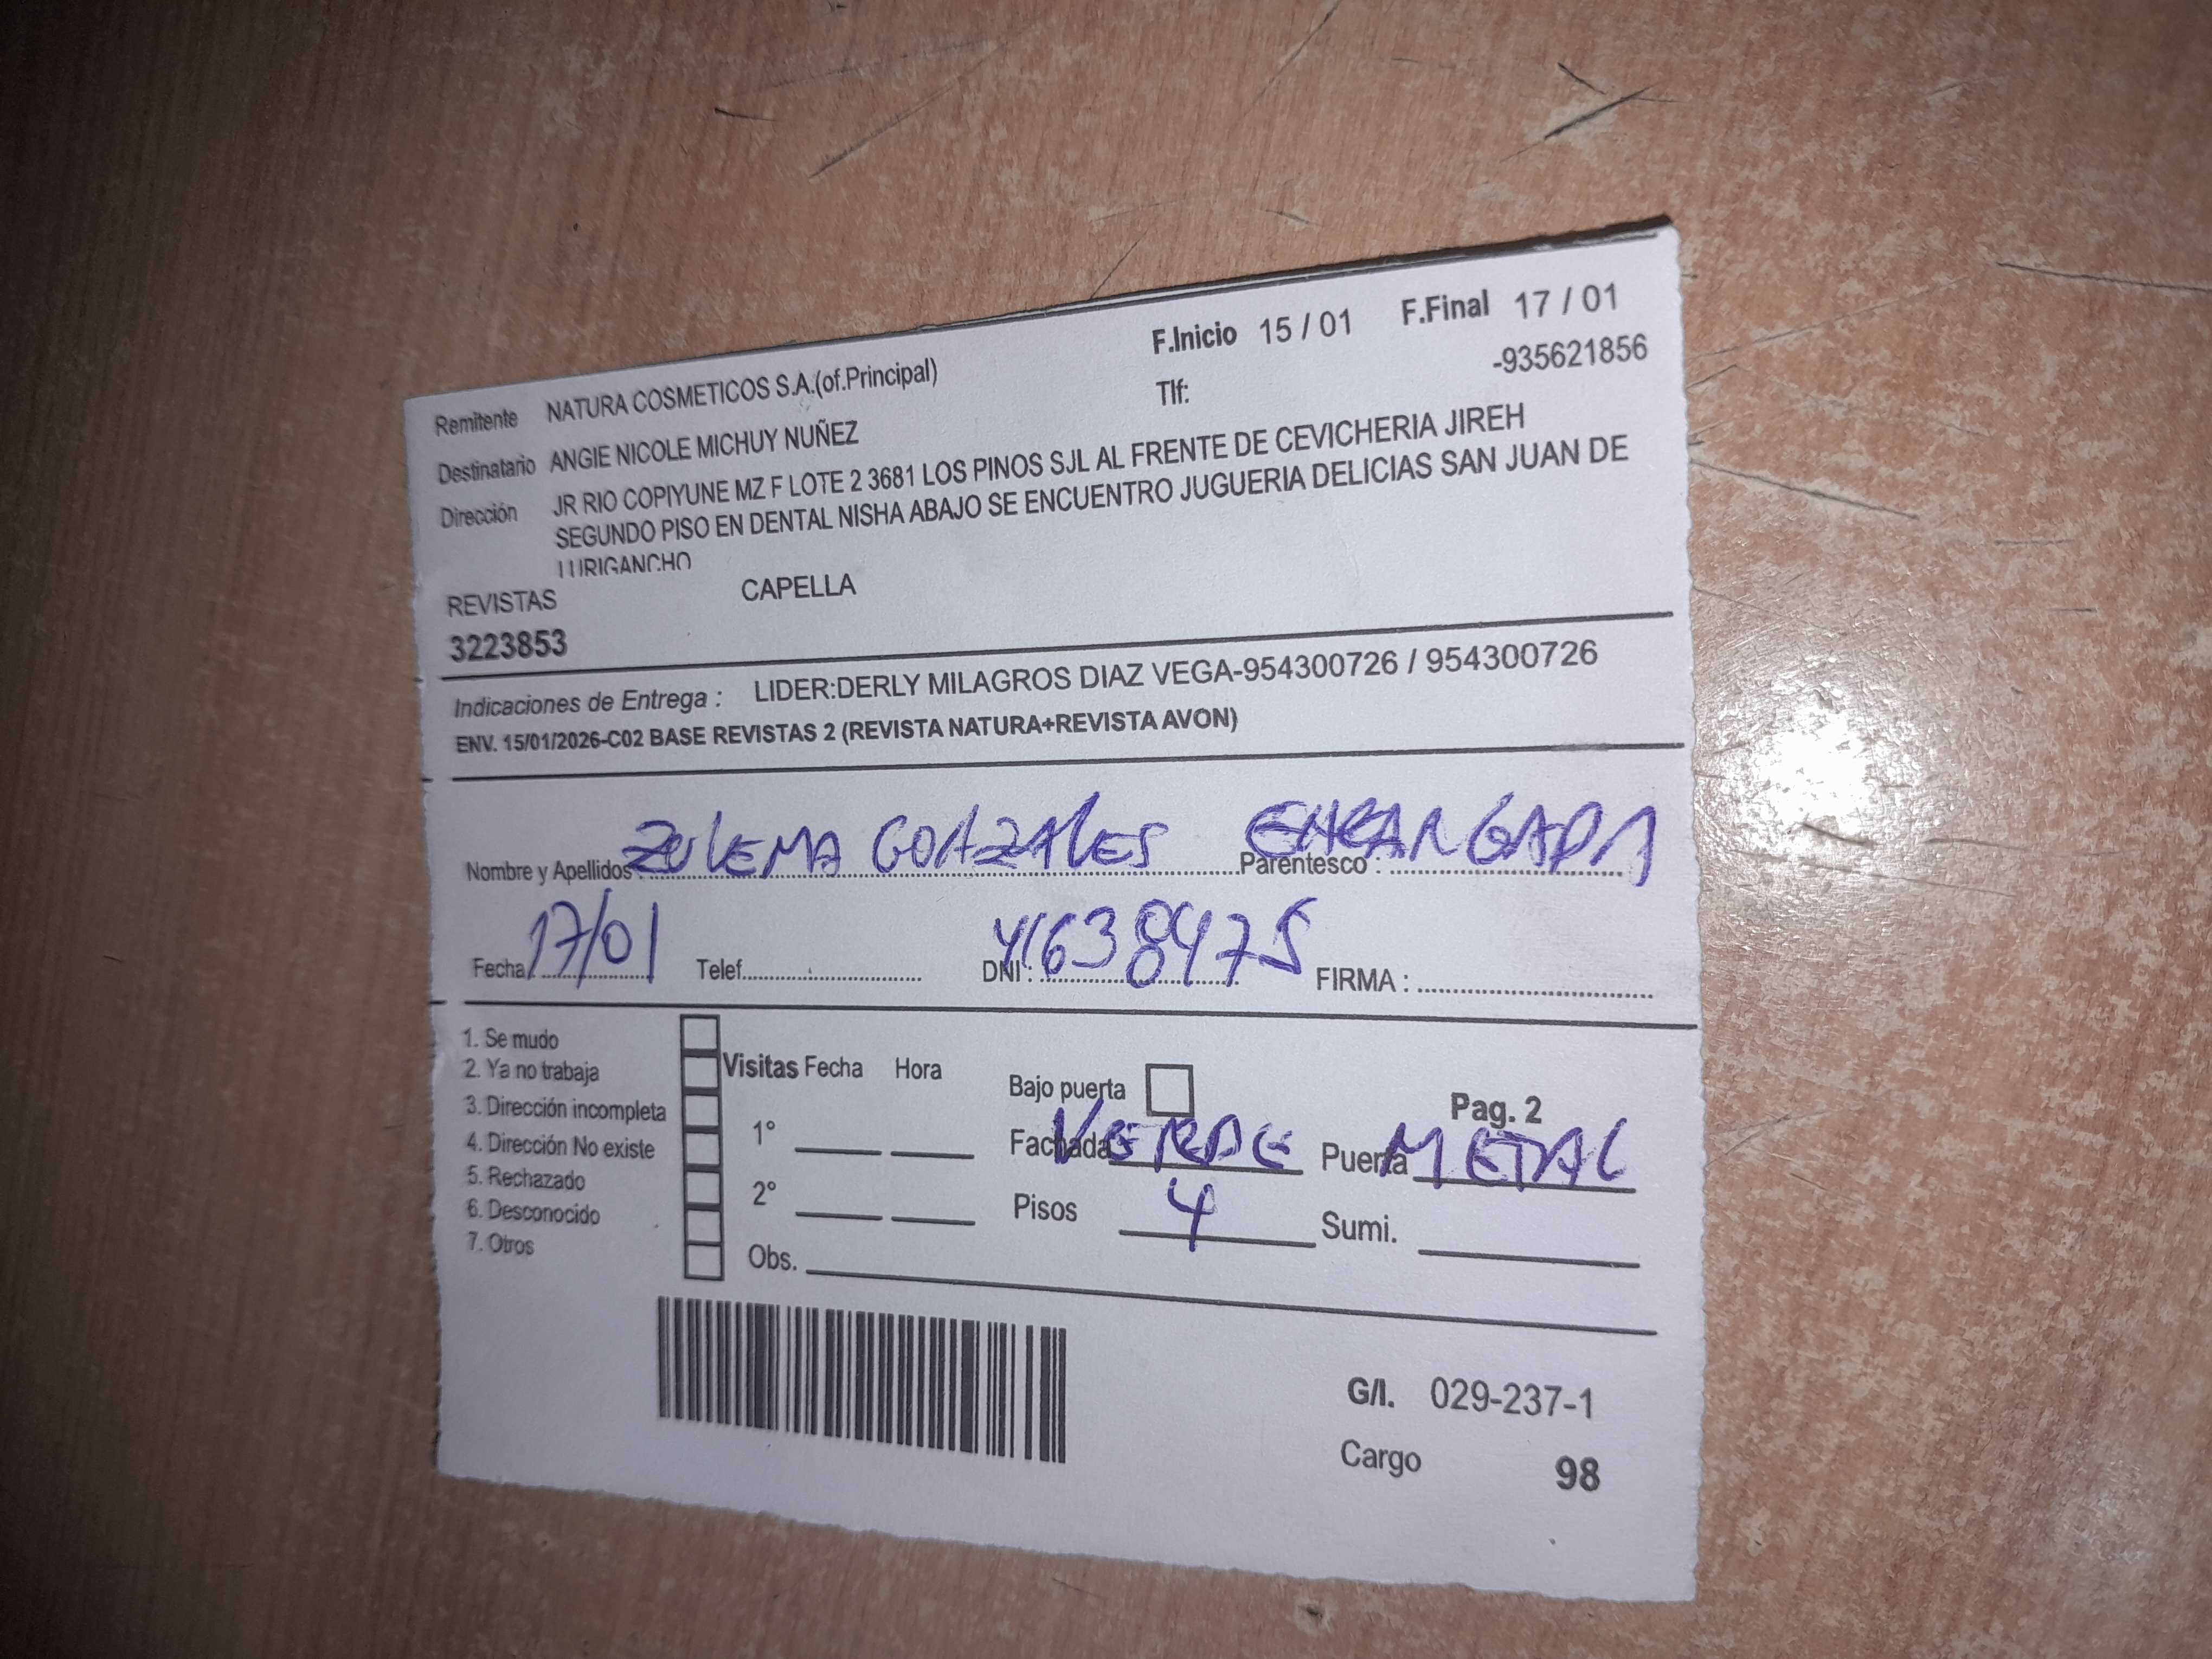 F.Inicio 15 / 01 F.Final 17 / 01
Remitente NATURA COSMETICOS S.A.(of.Principal) Tlf: -935621856
Destinatario ANGIE NICOLE MICHUY NUÑEZ
Dirección JR RIO COPIYUNE MZ F LOTE 2 3681 LOS PINOS SJL AL FRENTE DE CEVICHERIA JIREH
SEGUNDO PISO EN DENTAL NISHA ABAJO SE ENCUENTRO JUGUERIA DELICIAS SAN JUAN DE
LURIGANCHO
REVISTAS CAPELLA
3223853
Indicaciones de Entrega : LIDER:DERLY MILAGROS DIAZ VEGA-954300726 / 954300726
ENV. 15/01/2026-C02 BASE REVISTAS 2 (REVISTA NATURA+REVISTA AVON)
Nombre y Apellidos : ZULEMA GONZALES Parentesco : ENCARGADA
Fecha 17/01 Telef. DNI : 41638475 FIRMA :
1. Se mudo
2. Ya no trabaja
3. Dirección incompleta
4. Dirección No existe
5. Rechazado
6. Desconocido
7. Otros
Visitas Fecha Hora
1°
2°
Obs.
Bajo puerta Pag. 2
Fachada VERDE Puerta METAL
Pisos 4 Sumi.
G/I. 029-237-1
Cargo 98